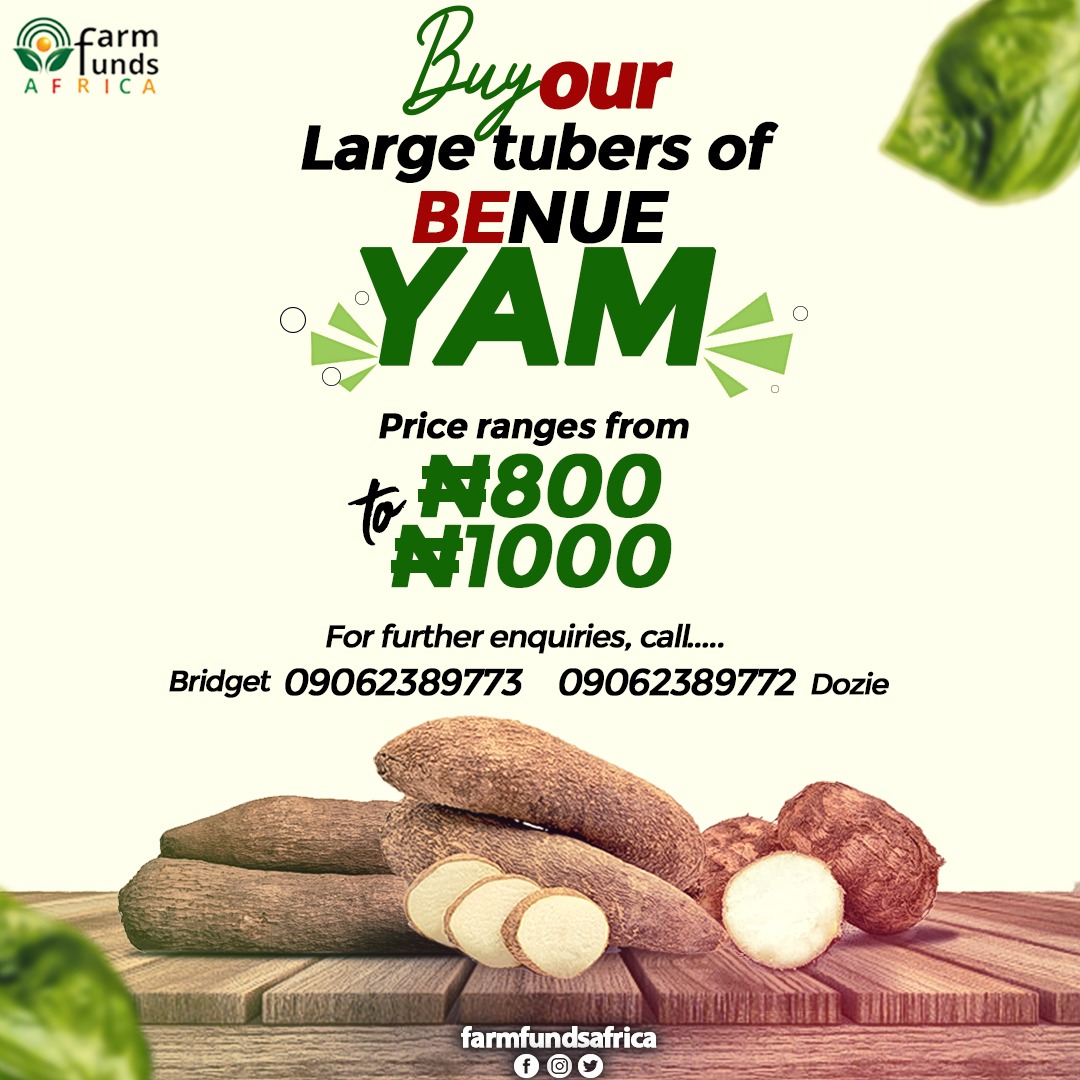 farm
funds
AFRICA
Buy our
Large tubers of
BENUE
YAM
Price ranges from
₦800
to
₦1000
For further enquiries, call.....
Bridget 09062389773 09062389772 Dozie
farmfundsafrica